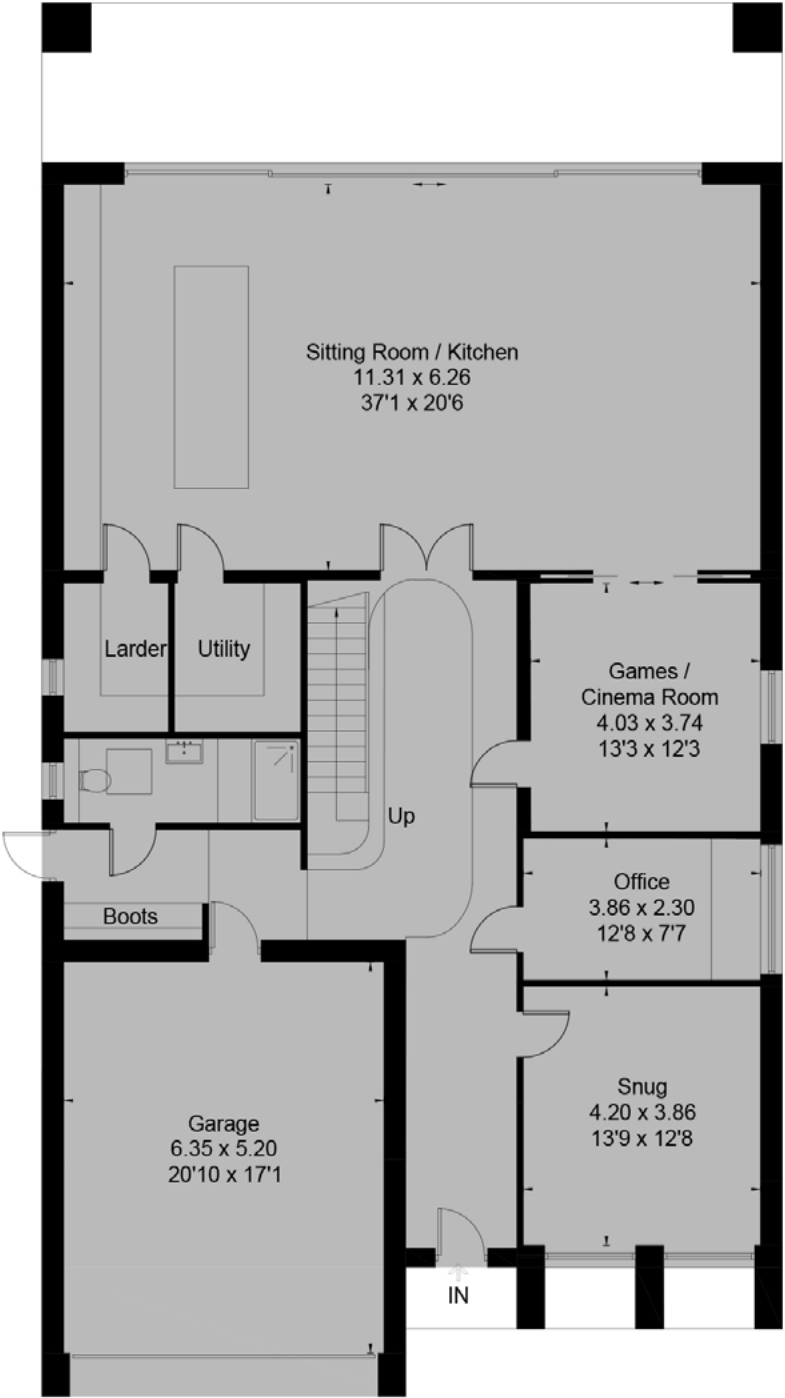 Sitting Room / Kitchen
11.31 x 6.26
37'1 x 20'6
Larder
Utility
Games /
Cinema Room
4.03 x 3.74
13'3 x 12'3
Up
Office
3.86 x 2.30
12'8 x 7'7
Boots
Snug
4.20 x 3.86
13'9 x 12'8
Garage
6.35 x 5.20
20'10 x 17'1
IN